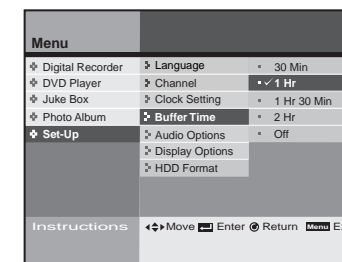 Menu
Digital Recorder
DVD Player
Juke Box
Photo Album
Set-Up
Language
Channel
Clock Setting
Buffer Time
Audio Options
Display Options
HDD Format
30 Min
1 Hr
1 Hr 30 Min
2 Hr
Off
Instructions Move Enter Return Menu E